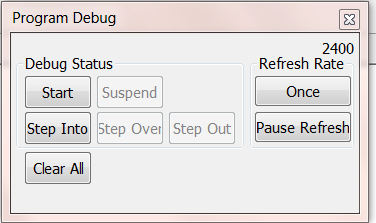 Program Debug
2400
Debug Status
Refresh Rate
Start
Suspend
Once
Step Into
Step Over
Step Out
Pause Refresh
Clear All